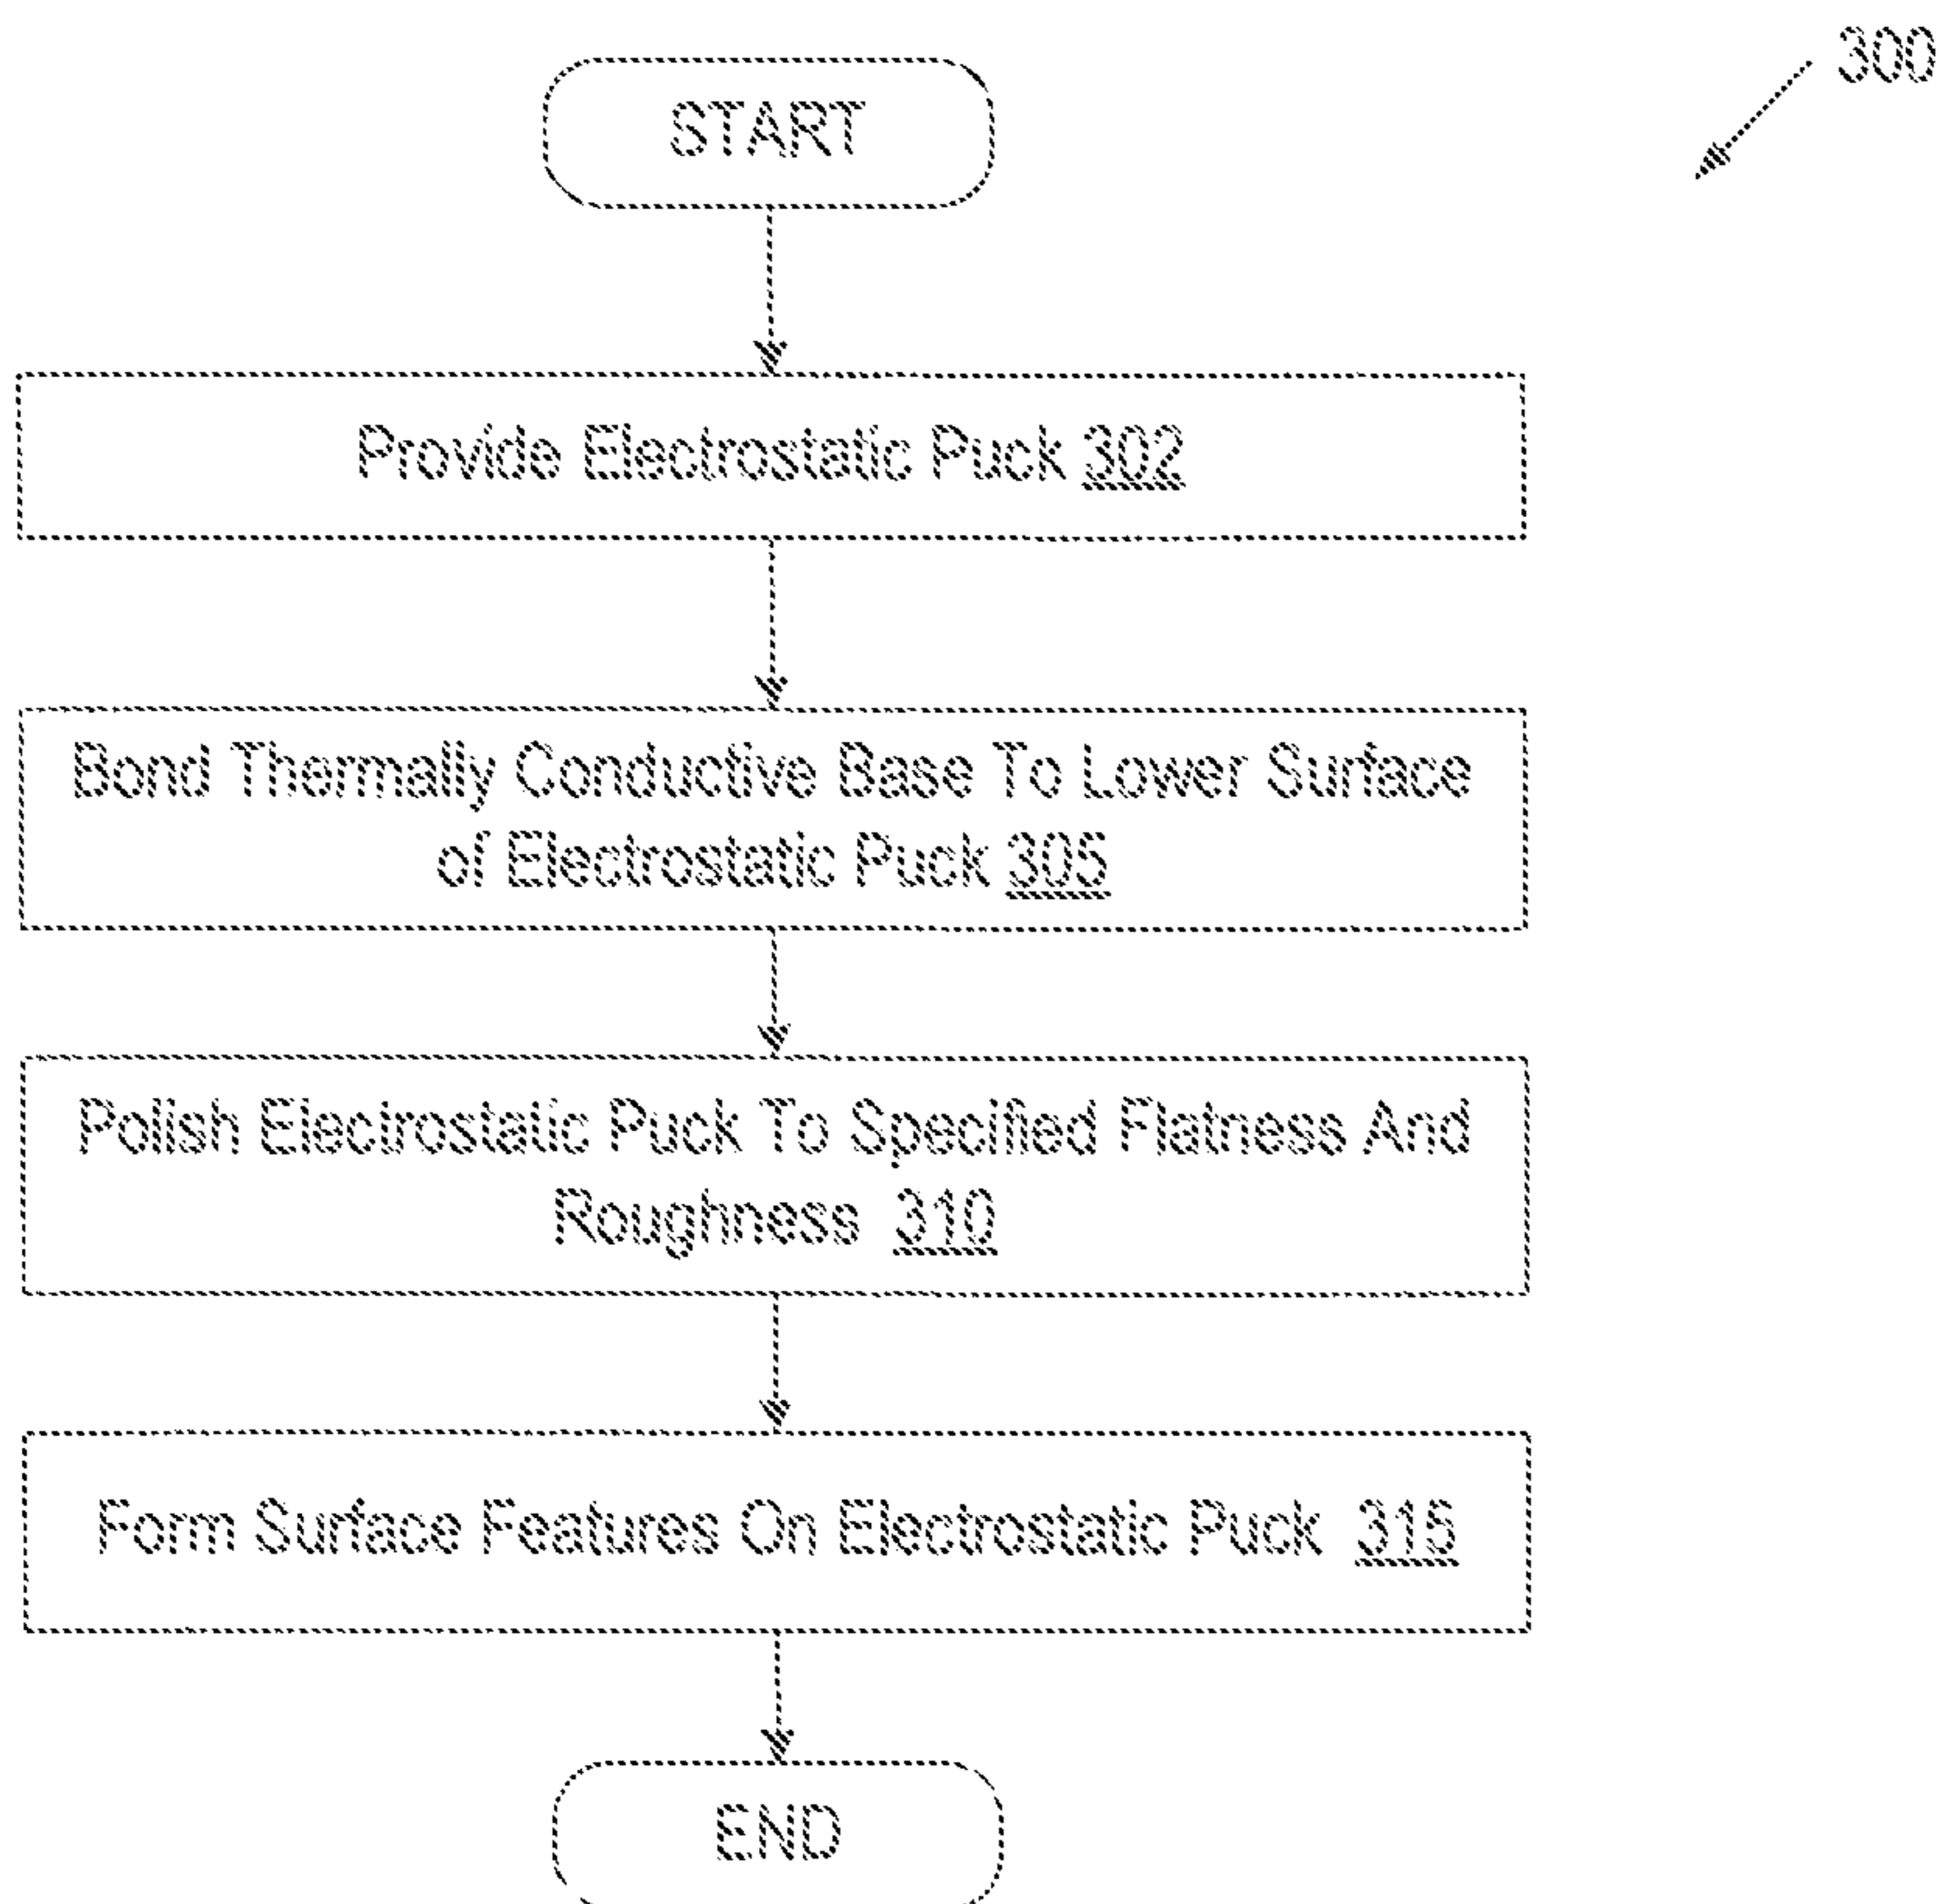 300
START
Provide Electrostatic Puck 302
Bond Thermally Conductive Base To Lower Surface
of Electrostatic Puck 305
Polish Electrostatic Puck To Specified Flatness And
Roughness 310
Form Surface Features On Electrostatic Puck 315
END